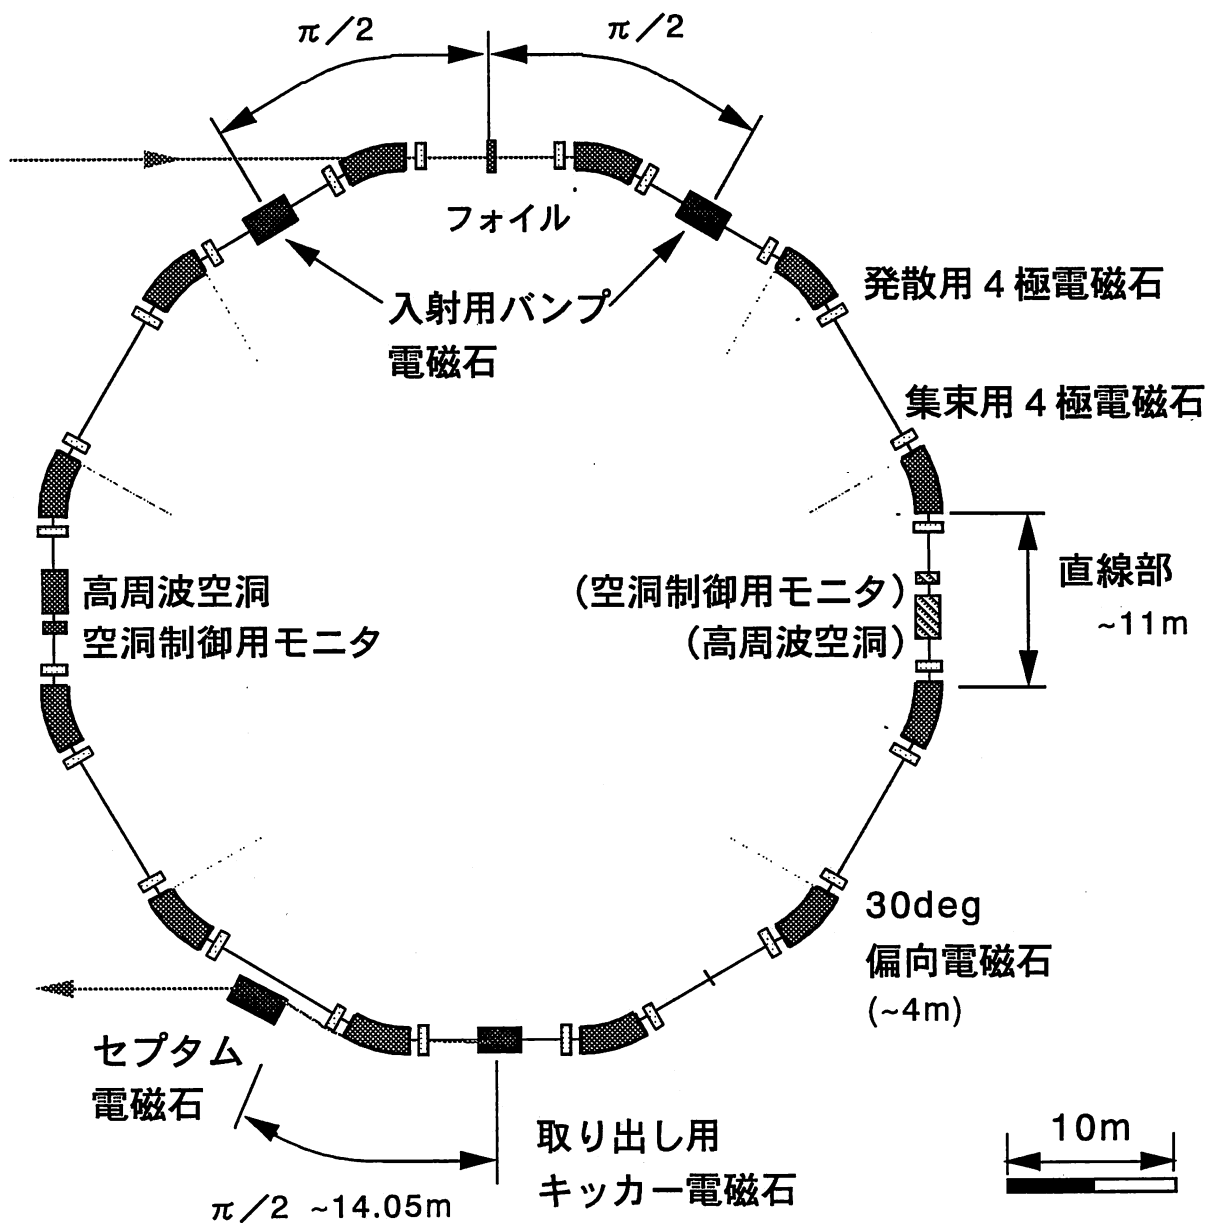 π／2
π／2
フォイル
入射用バンプ
電磁石
発散用４極電磁石
集束用４極電磁石
高周波空洞
空洞制御用モニタ
(空洞制御用モニタ)
(高周波空洞)
直線部
~11m
30deg
偏向電磁石
(~4m)
セプタム
電磁石
取り出し用
キッカー電磁石
π／2 ~14.05m
10m